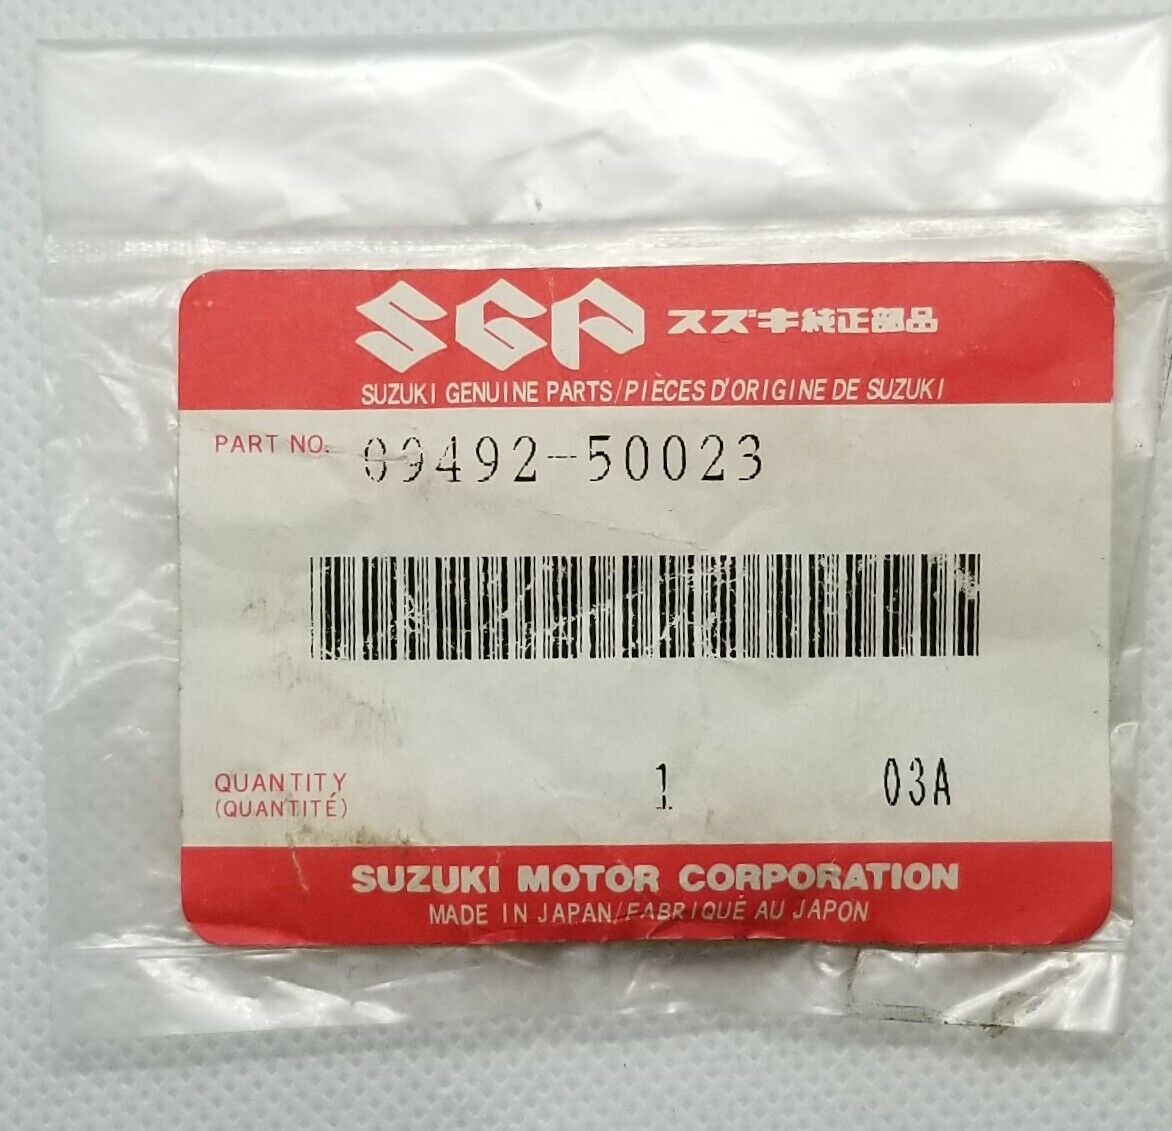 SGP スズキ純正部品
SUZUKI GENUINE PARTS/PIÈCES D'ORIGINE DE SUZUKI
PART NO. 09492-50023
QUANTITY 1 03A
(QUANTITÉ)
SUZUKI MOTOR CORPORATION
MADE IN JAPAN/FABRIQUÉ AU JAPON